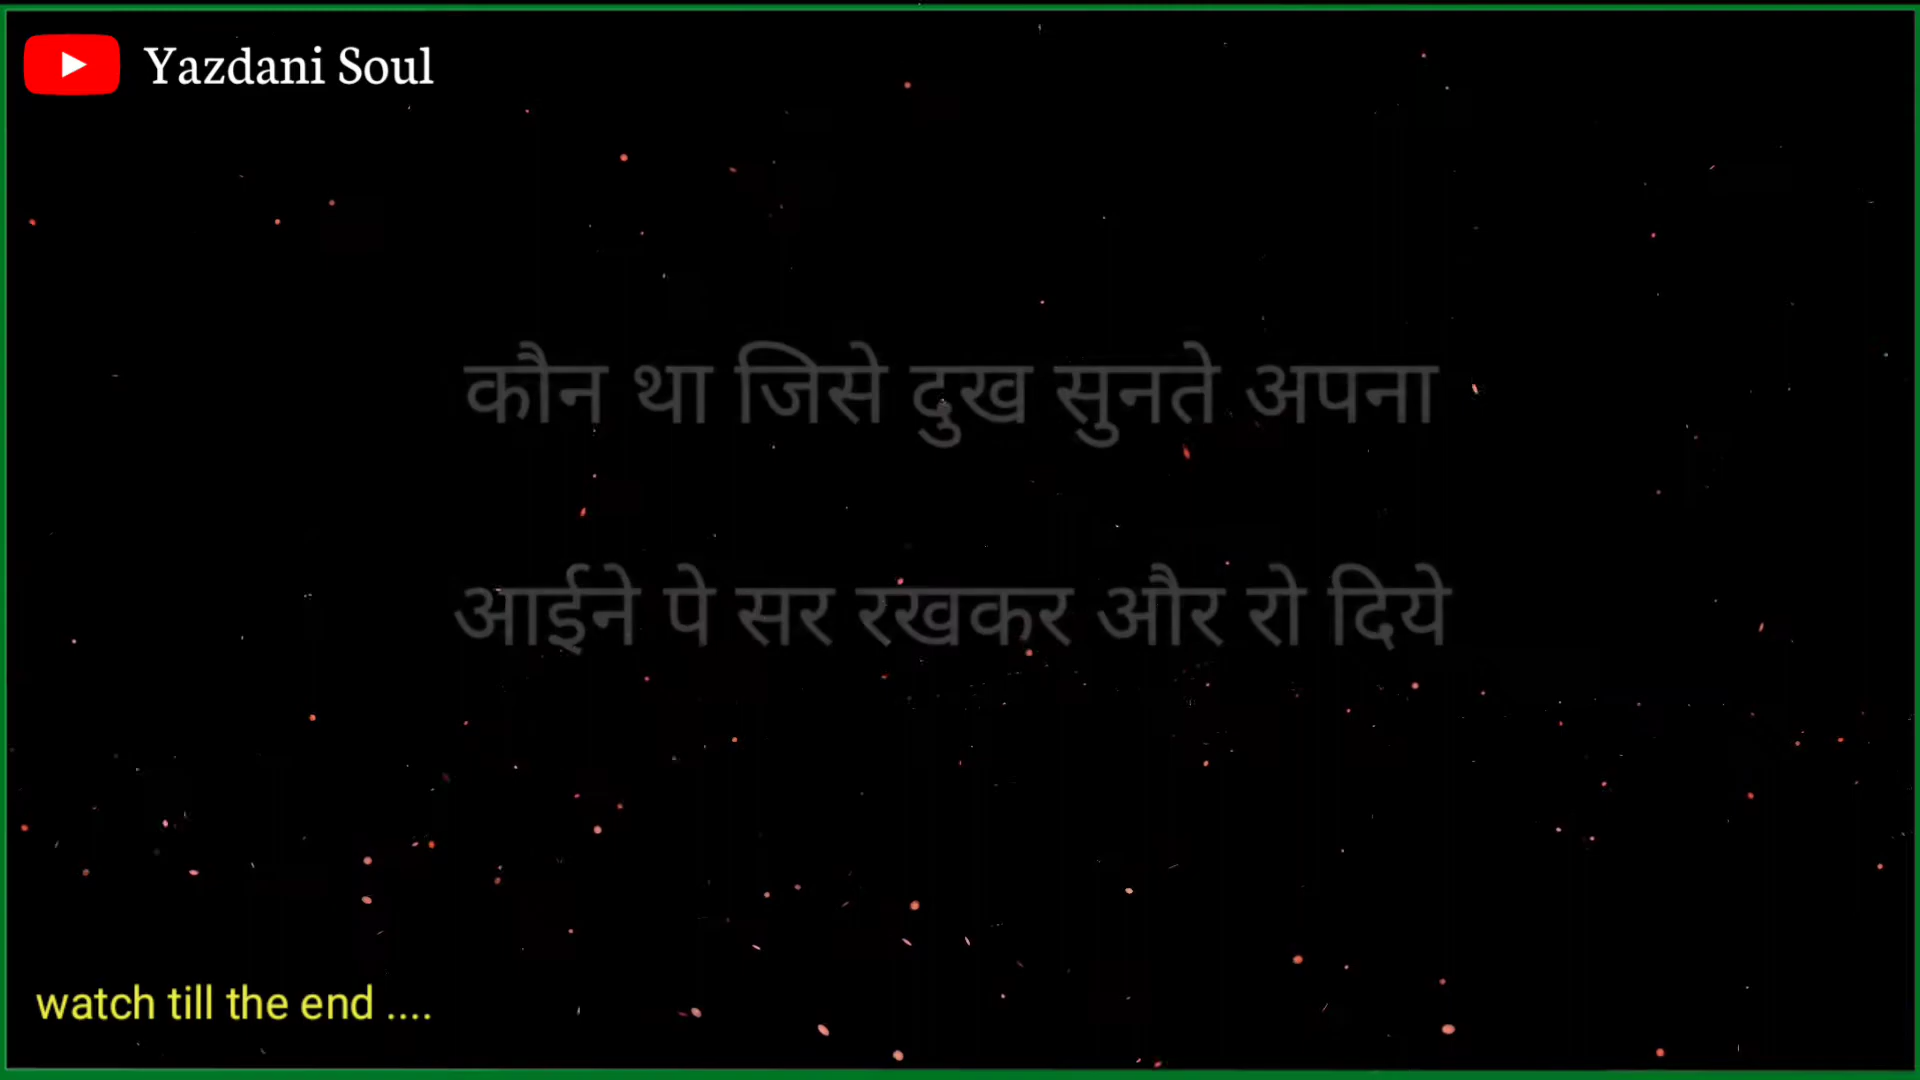 Yazdani Soul
कौन था जिसे दुख सुनते अपना
आईने पे सर रखकर और रो दिये
watch till the end ....